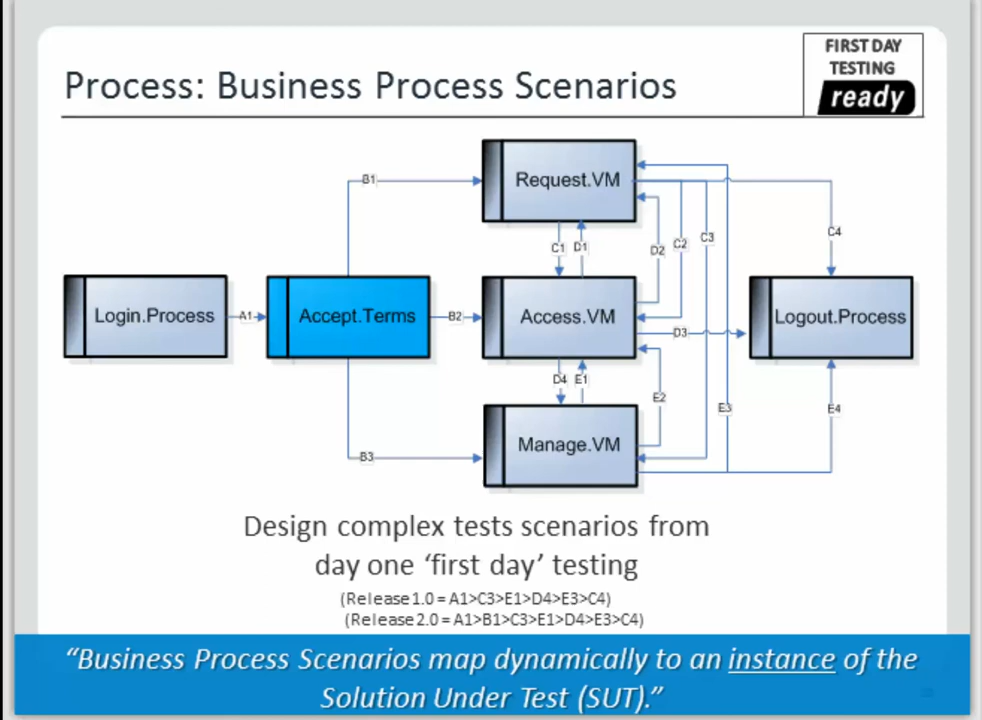 FIRST DAY
TESTING
ready
Process: Business Process Scenarios
Request.VM
B1
C4
C1 D1 D2 C2 C3
Login.Process
A1
Accept.Terms
B2
Access.VM
D3
Logout.Process
D4 E1
E2
E3
E4
Manage.VM
B3
Design complex tests scenarios from
day one ‘first day’ testing
(Release 1.0 = A1>C3>E1>D4>E3>C4)
(Release 2.0 = A1>B1>C3>E1>D4>E3>C4)
“Business Process Scenarios map dynamically to an instance of the
Solution Under Test (SUT).”